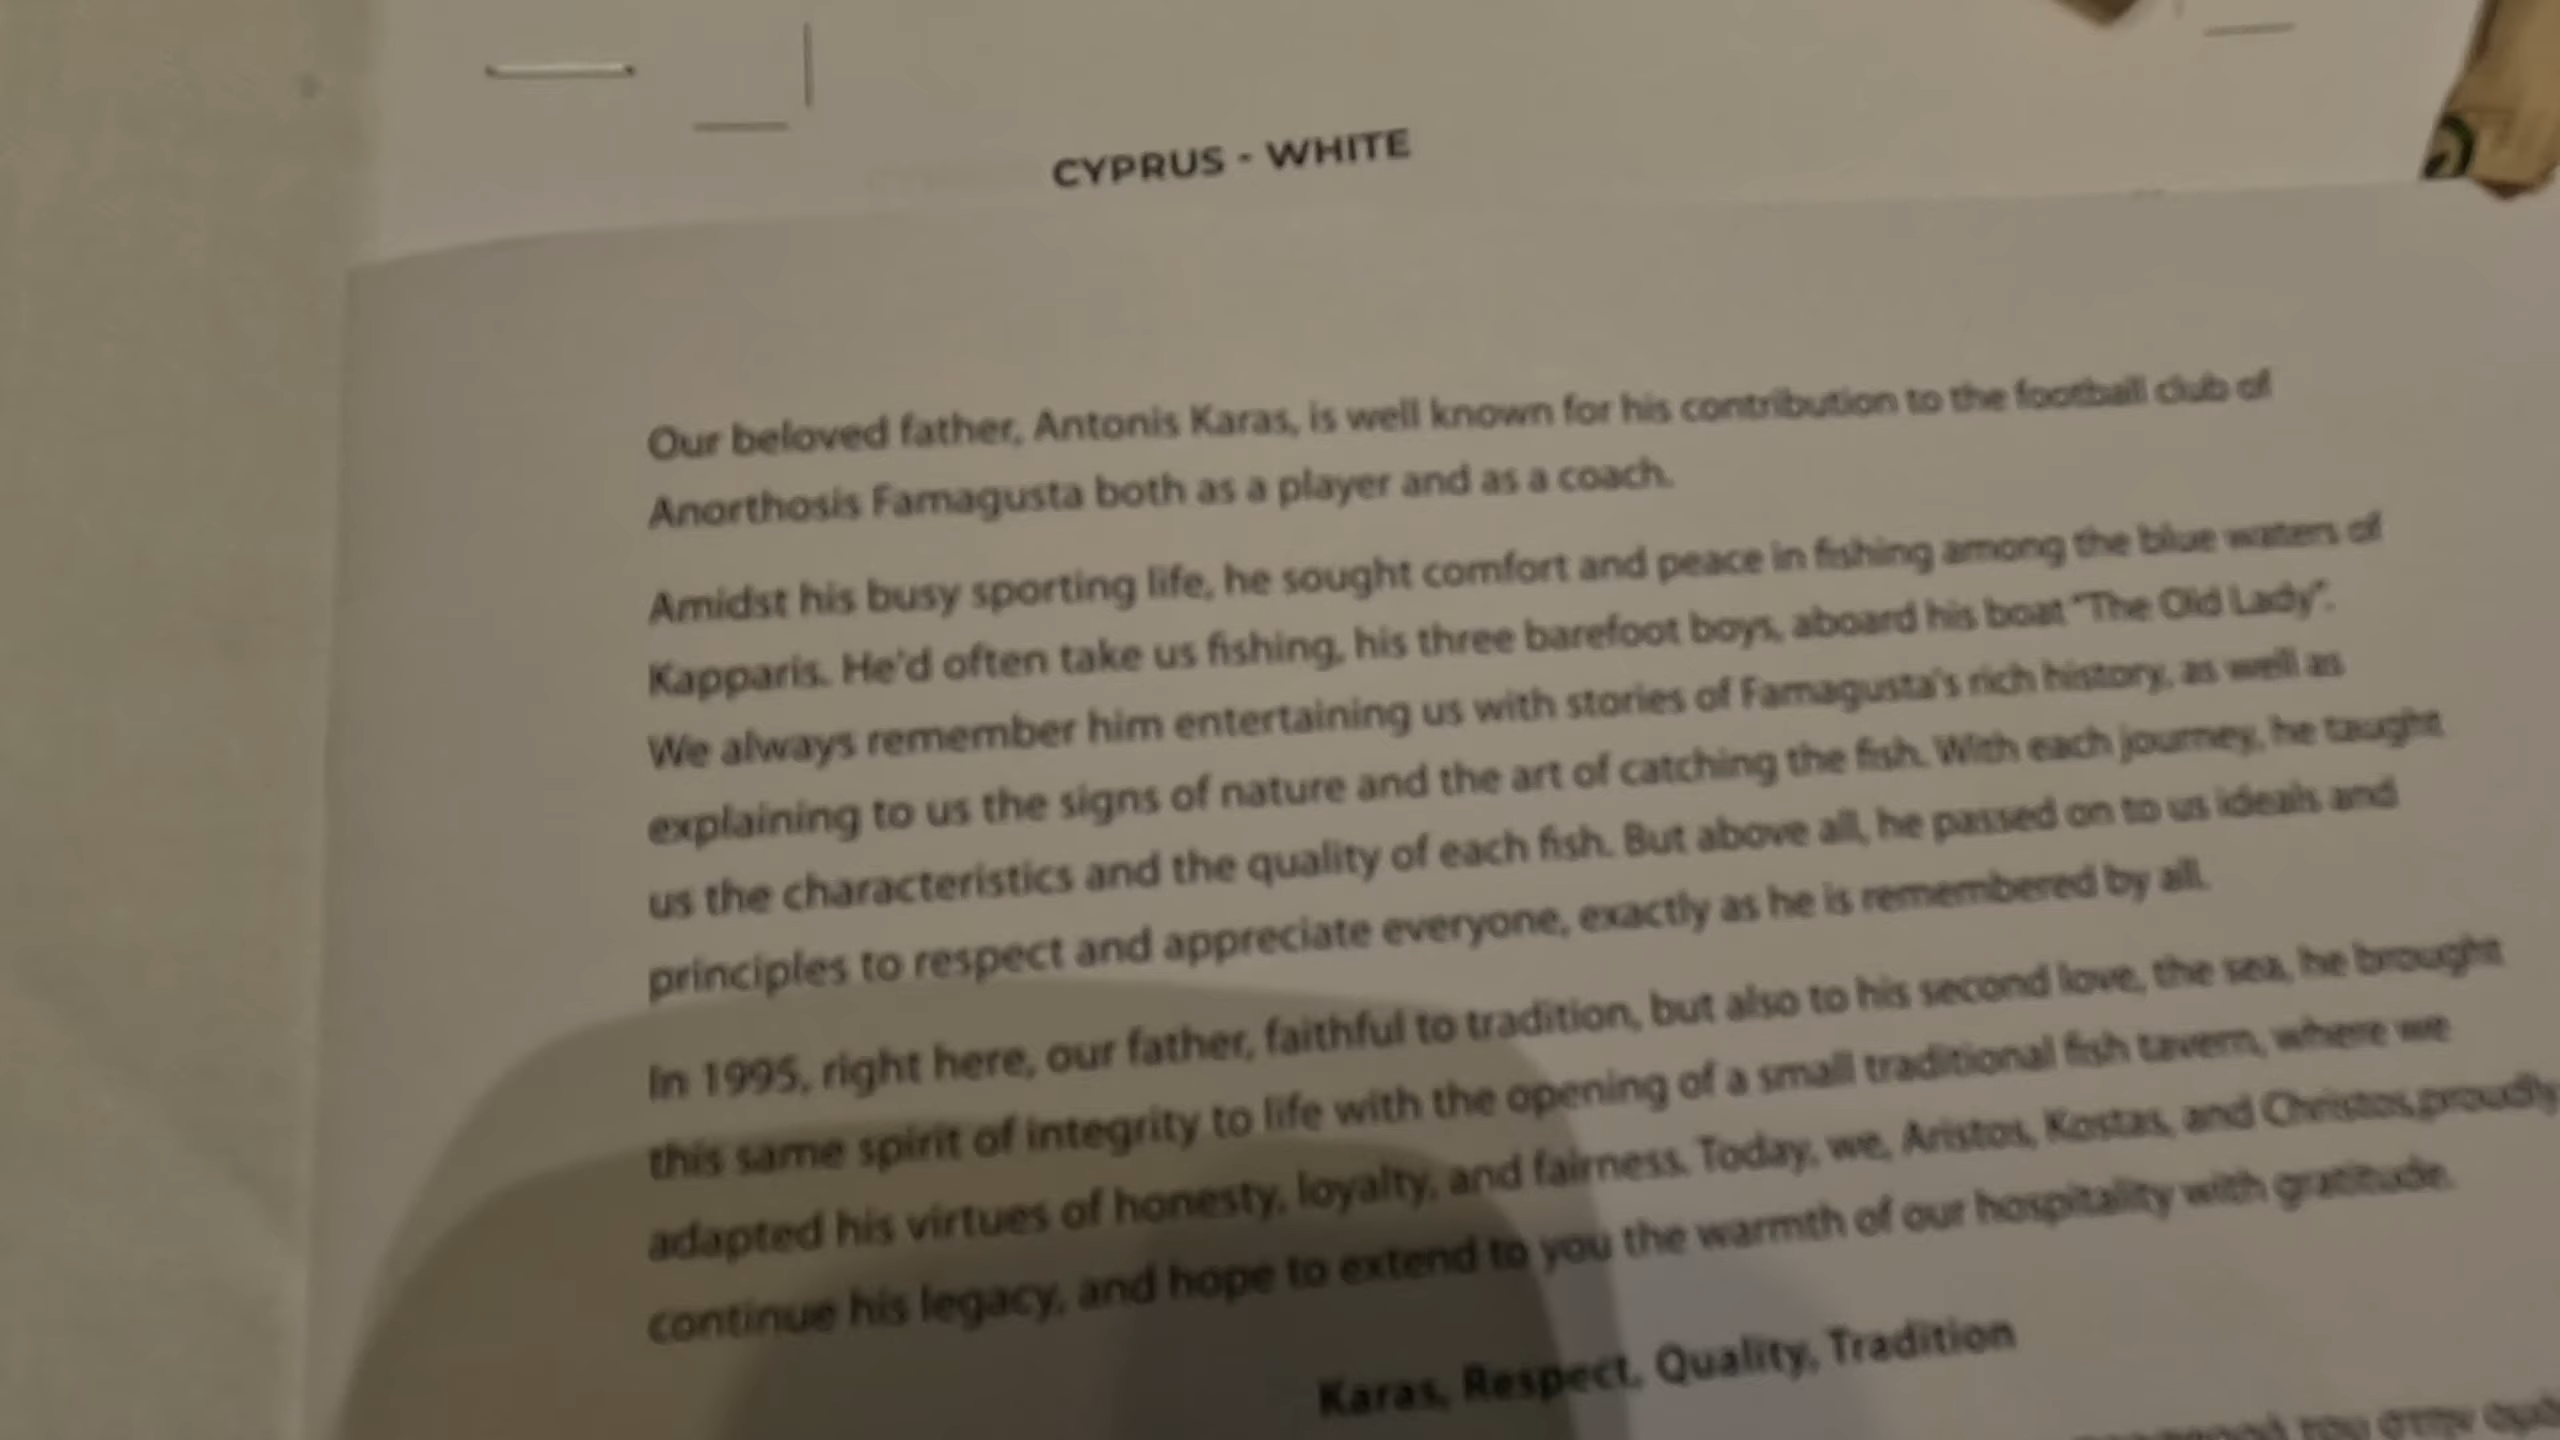 CYPRUS - WHITE
Our beloved father, Antonis Karas, is well known for his contribution to the football club of
Anorthosis Famagusta both as a player and as a coach.
Amidst his busy sporting life, he sought comfort and peace in fishing among the blue waters of
Kapparis. He'd often take us fishing, his three barefoot boys, aboard his boat "The Old Lady".
We always remember him entertaining us with stories of Famagusta's rich history, as well as
explaining to us the signs of nature and the art of catching the fish. With each journey, he taught
us the characteristics and the quality of each fish. But above all, he passed on to us ideals and
principles to respect and appreciate everyone, exactly as he is remembered by all.
In 1995, right here, our father, faithful to tradition, but also to his second love, the sea, he brought
this same spirit of integrity to life with the opening of a small traditional fish tavern, where we
adapted his virtues of honesty, loyalty, and fairness. Today, we, Aristos, Kostas, and Christos,proudly
continue his legacy, and hope to extend to you the warmth of our hospitality with gratitude.
Karas, Respect, Quality, Tradition